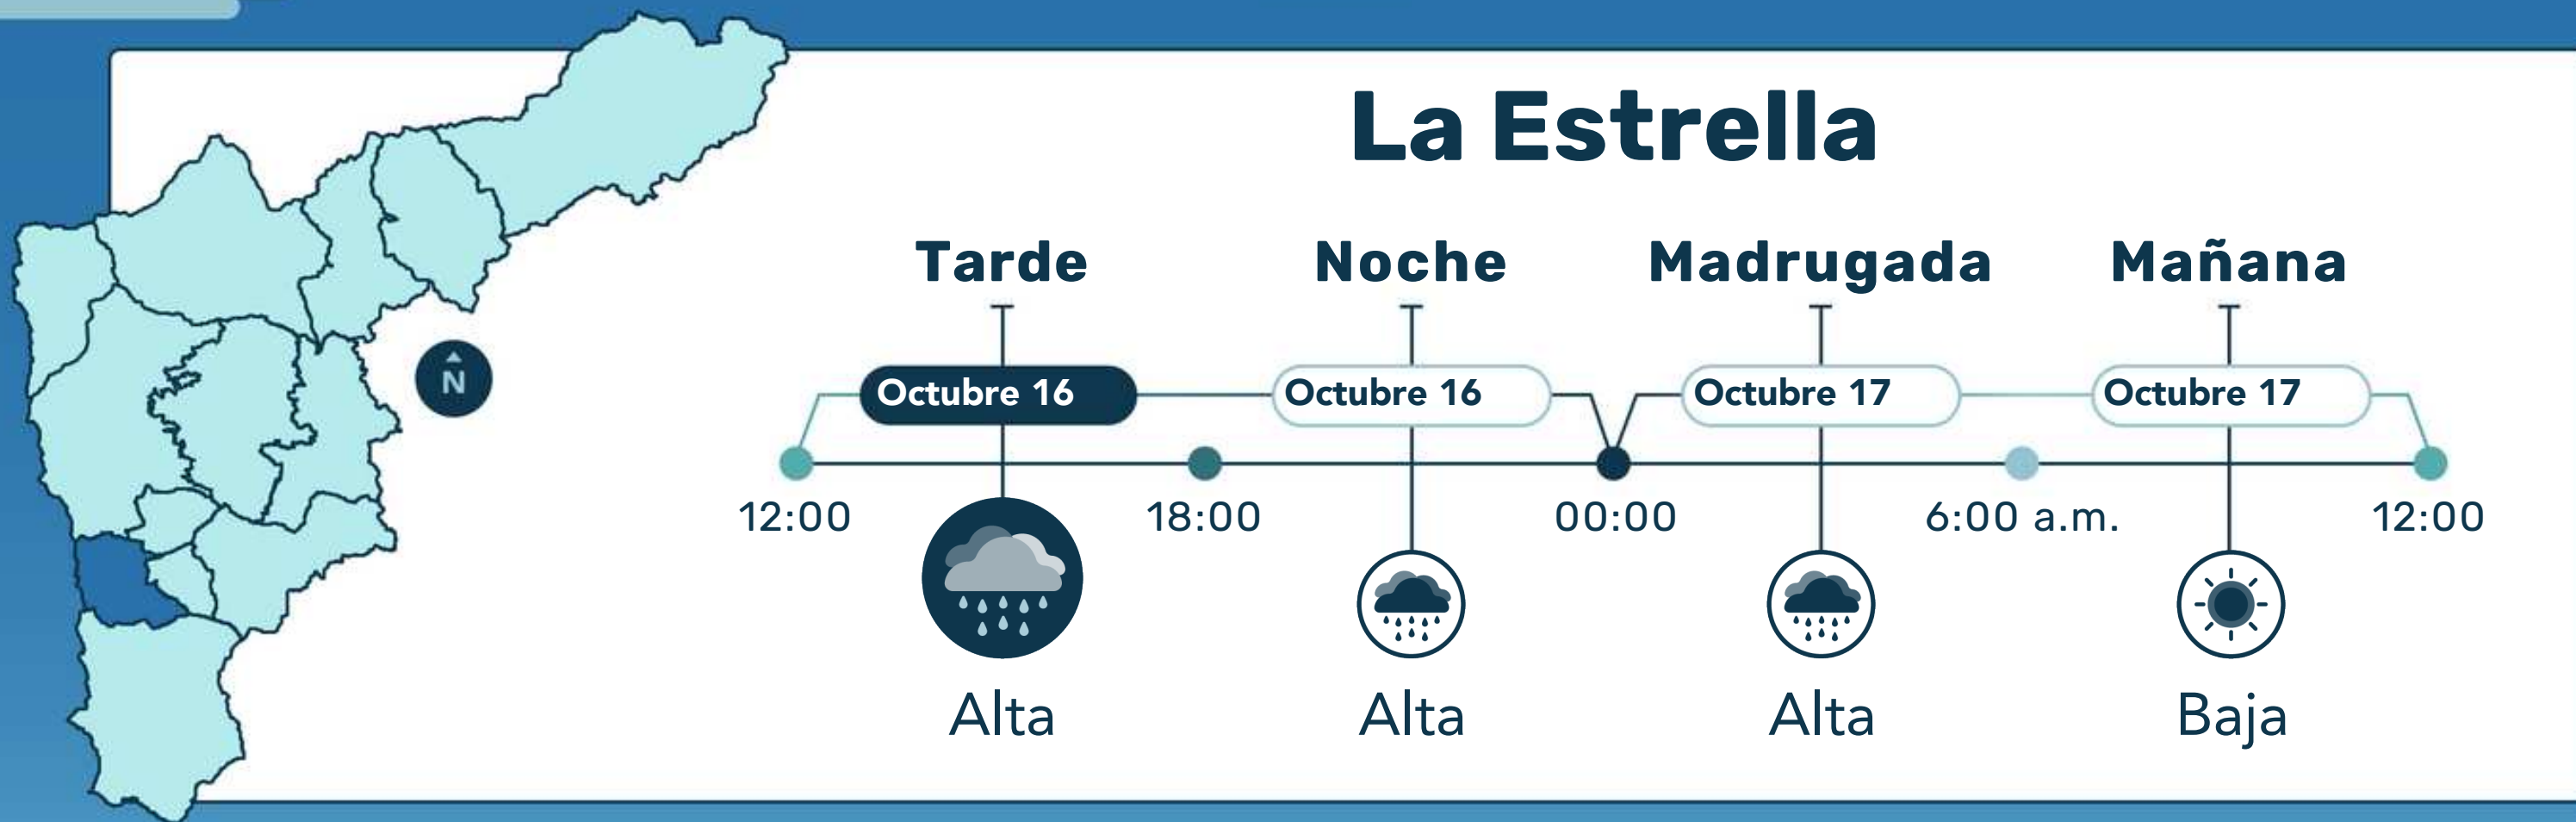 La Estrella
Tarde Noche Madrugada Mañana
N
Octubre 16 Octubre 16 Octubre 17 Octubre 17
12:00 18:00 00:00 6:00 a.m. 12:00
Alta Alta Alta Baja